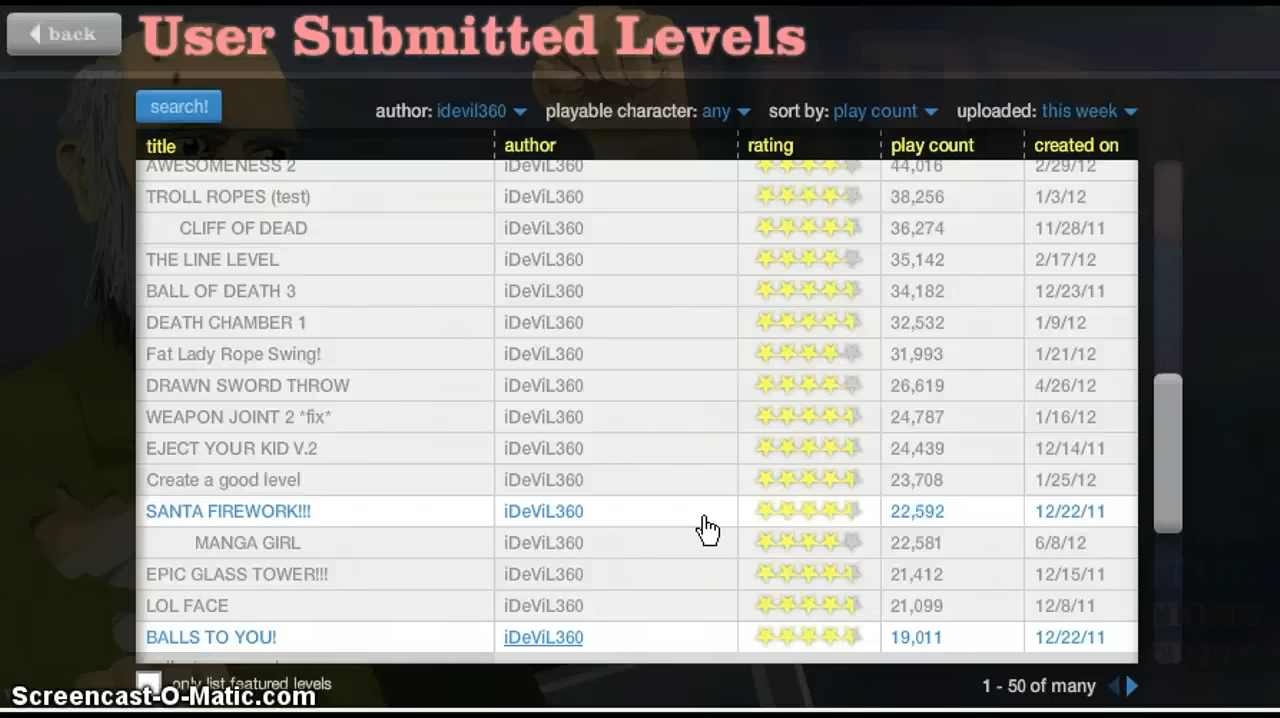 back
User Submitted Levels
search! author: idevil360 playable character: any sort by: play count uploaded: this week
title author rating play count created on
AWESOMENESS 2 iDeViL360 44,016 2/29/12
TROLL ROPES (test) iDeViL360 38,256 1/3/12
CLIFF OF DEAD iDeViL360 36,274 11/28/11
THE LINE LEVEL iDeViL360 35,142 2/17/12
BALL OF DEATH 3 iDeViL360 34,182 12/23/11
DEATH CHAMBER 1 iDeViL360 32,532 1/9/12
Fat Lady Rope Swing! iDeViL360 31,993 1/21/12
DRAWN SWORD THROW iDeViL360 26,619 4/26/12
WEAPON JOINT 2 *fix* iDeViL360 24,787 1/16/12
EJECT YOUR KID V.2 iDeViL360 24,439 12/14/11
Create a good level iDeViL360 23,708 1/25/12
SANTA FIREWORK!!! iDeViL360 22,592 12/22/11
MANGA GIRL iDeViL360 22,581 6/8/12
EPIC GLASS TOWER!!! iDeViL360 21,412 12/15/11
LOL FACE iDeViL360 21,099 12/8/11
BALLS TO YOU! iDeViL360 19,011 12/22/11
only list featured levels 1 - 50 of many
Screencast-O-Matic.com